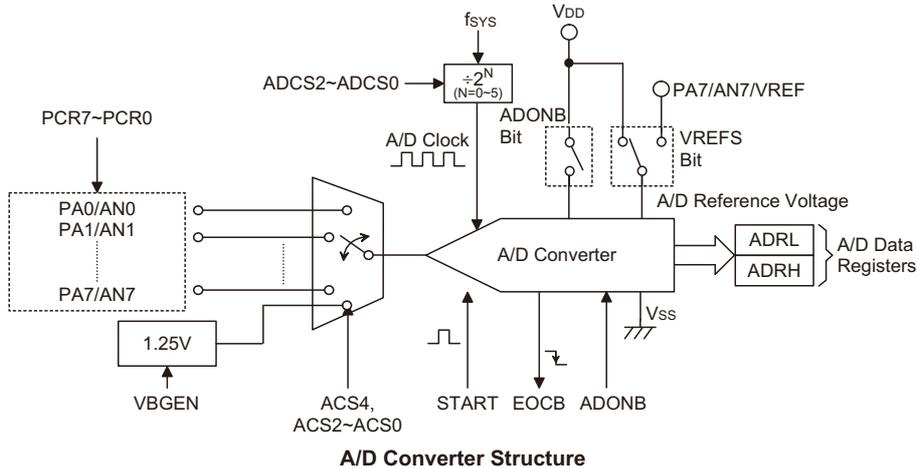 fSYS
VDD
ADCS2~ADCS0
÷2^N
(N=0~5)
PA7/AN7/VREF
PCR7~PCR0
ADONB
Bit
VREFS
Bit
A/D Clock
A/D Reference Voltage
PA0/AN0
PA1/AN1
PA7/AN7
A/D Converter
ADRL
ADRH
A/D Data
Registers
1.25V
VSS
VBGEN
ACS4,
ACS2~ACS0
START
EOCB
ADONB
A/D Converter Structure